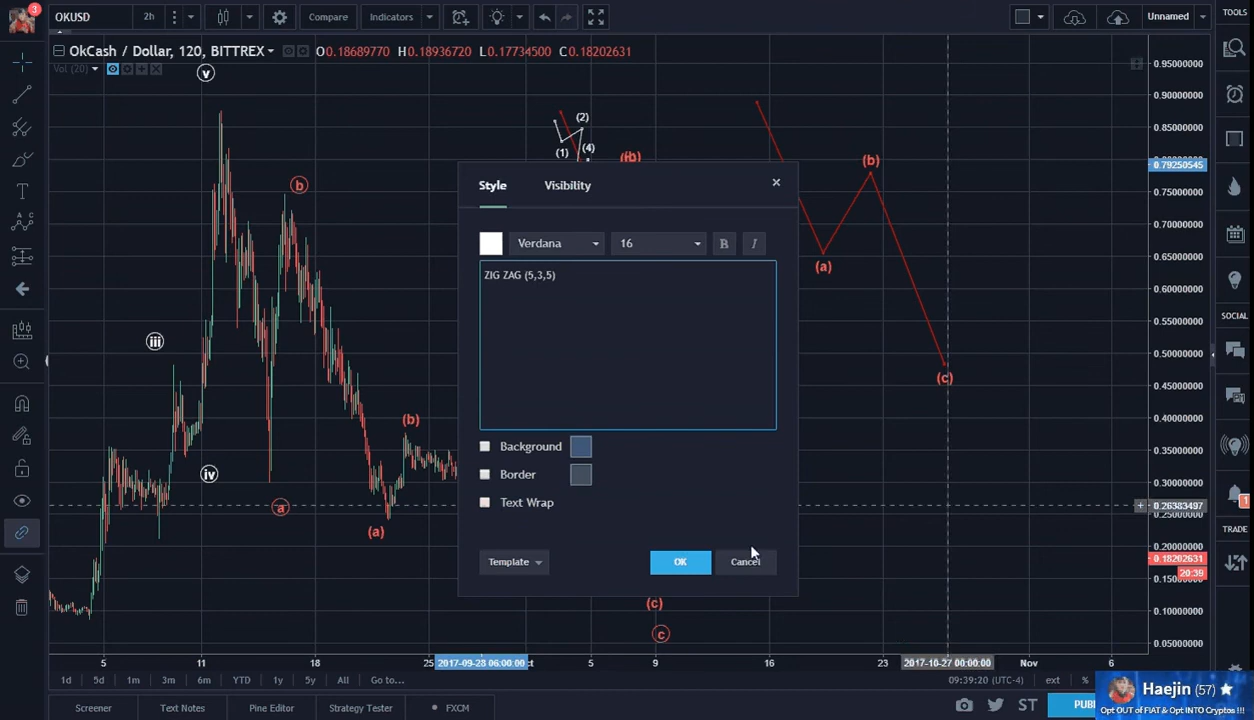 3
OKUSD
2h
Compare
Indicators
Unnamed
TOOLS
OkCash / Dollar, 120, BITTREX
O0.18689770 H0.18936720 L0.17734500 C0.18202631
Vol (20)
v
iii
iv
b
a
(b)
(a)
(2)
(1)
(4)
(b)
(a)
(c)
(c)
c
Style
Visibility
Verdana
16
B
I
ZIG ZAG (5,3,5)
Background
Border
Text Wrap
Template
OK
Cancel
0.95000000
0.90000000
0.85000000
0.79250545
0.75000000
0.70000000
0.65000000
0.60000000
0.55000000
0.50000000
0.45000000
0.40000000
0.35000000
0.30000000
0.26383497
0.20000000
0.18202631
20:39
0.10000000
0.05000000
SOCIAL
1
TRADE
5
11
18
25
2017-09-28 06:00:00
5
9
16
23
2017-10-27 00:00:00
Nov
6
1d
5d
1m
3m
6m
YTD
1y
5y
All
Go to...
09:39:20 (UTC-4)
ext
%
Screener
Text Notes
Pine Editor
Strategy Tester
FXCM
ST
Haejin (57)
Opt OUT of FIAT & Opt INTO Cryptos !!!